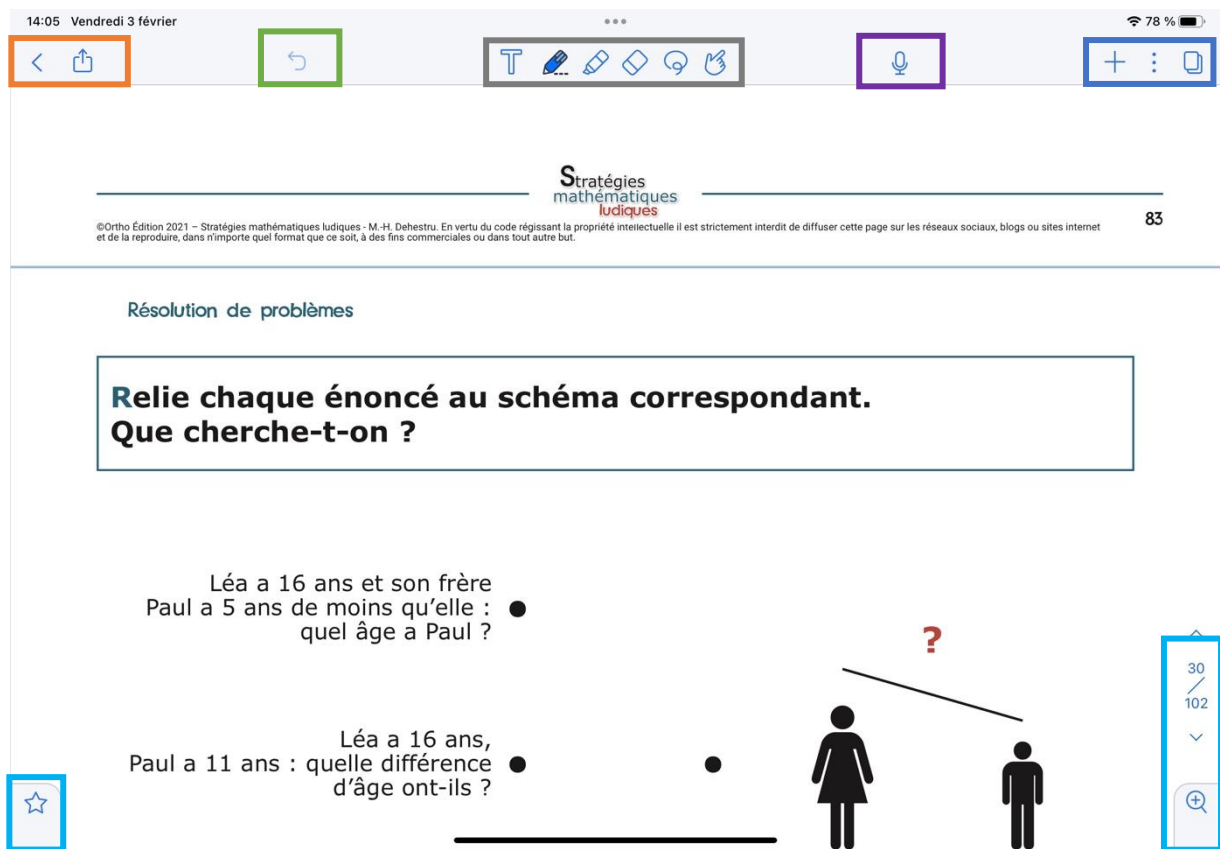 14:05 Vendredi 3 février
78 %
Stratégies
mathématiques
ludiques
83
©Ortho Édition 2021 – Stratégies mathématiques ludiques - M.-H. Dehestru. En vertu du code régissant la propriété intellectuelle il est strictement interdit de diffuser cette page sur les réseaux sociaux, blogs ou sites internet
et de la reproduire, dans n'importe quel format que ce soit, à des fins commerciales ou dans tout autre but.
Résolution de problèmes
Relie chaque énoncé au schéma correspondant.
Que cherche-t-on ?
Léa a 16 ans et son frère
Paul a 5 ans de moins qu'elle :
quel âge a Paul ?
?
30
102
Léa a 16 ans,
Paul a 11 ans : quelle différence
d'âge ont-ils ?